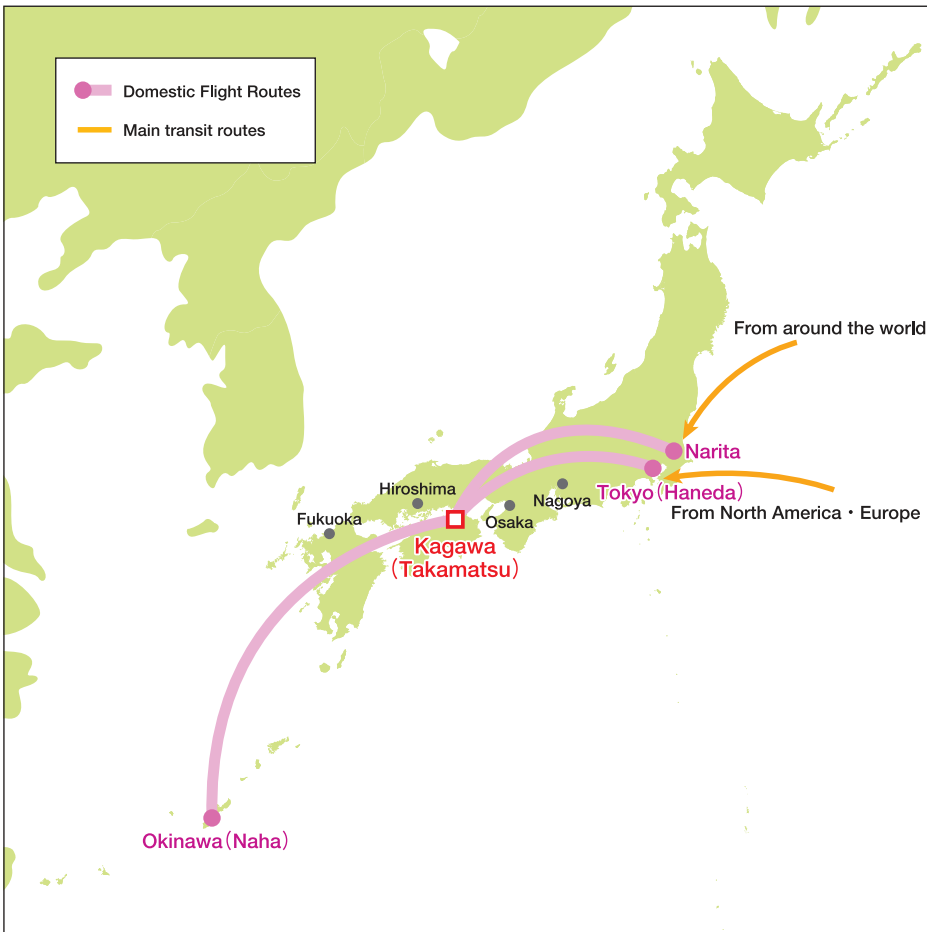 Domestic Flight Routes
Main transit routes
From around the world
Narita
Tokyo(Haneda)
From North America・Europe
Hiroshima
Nagoya
Fukuoka
Osaka
Kagawa
(Takamatsu)
Okinawa(Naha)